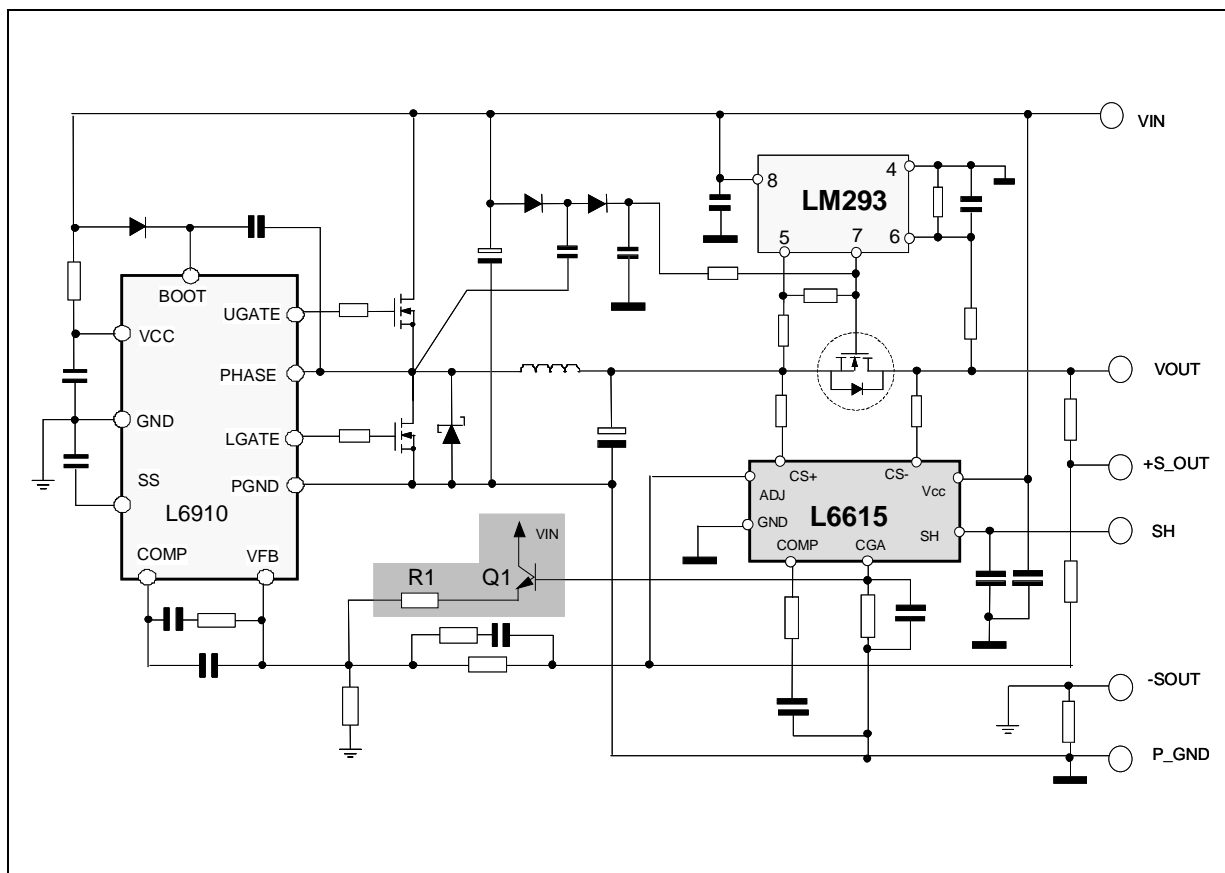 VIN
8
4
LM293
5
7
6
BOOT
UGATE
VCC
PHASE
VOUT
GND
LGATE
+S_OUT
SS
PGND
CS+
CS-
ADJ
Vcc
L6910
L6615
GND
SH
SH
COMP
CGA
VIN
COMP
VFB
R1
Q1
-SOUT
P_GND